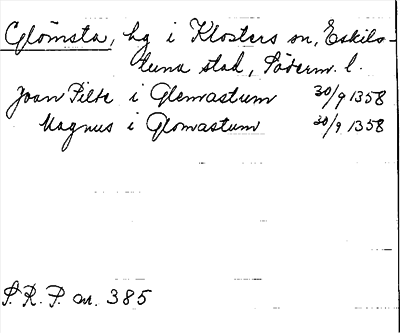 Glömsta, hg i Klosters sn, Eskils-
tuna stad, Söderm. l.
Joan Pilte i Glemastum 30/9 1358
Magnus i Glomastum 30/9 1358
S. R. P. nr. 385